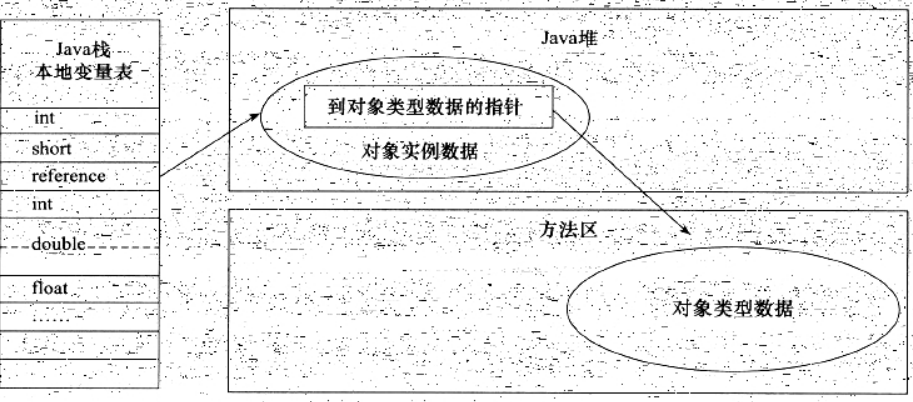 Java栈
本地变量表
int
short
reference
int
double
float
……
Java堆
到对象类型数据的指针
对象实例数据
方法区
对象类型数据